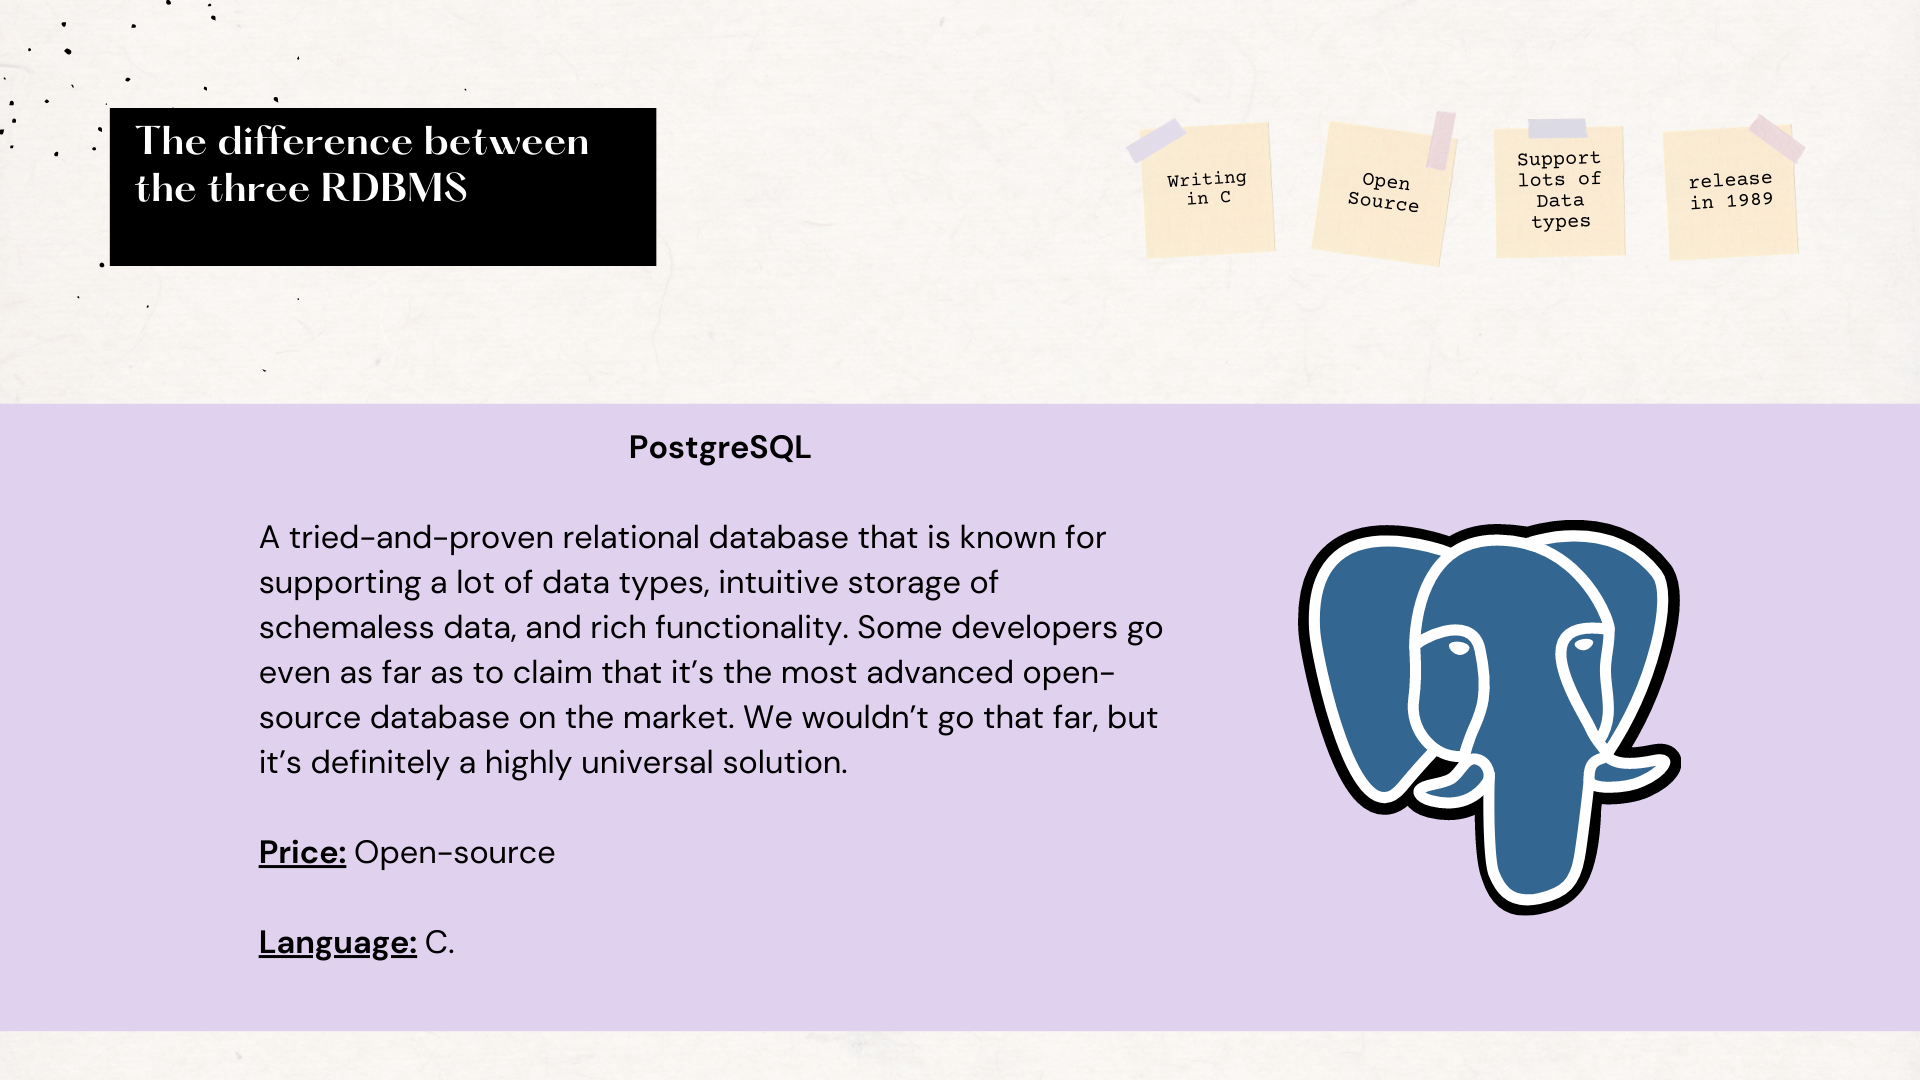 The difference between
the three RDBMS
Writing
in C
Open
Source
Support
lots of
Data
types
release
in 1989
PostgreSQL
A tried-and-proven relational database that is known for
supporting a lot of data types, intuitive storage of
schemaless data, and rich functionality. Some developers go
even as far as to claim that it’s the most advanced open-
source database on the market. We wouldn’t go that far, but
it’s definitely a highly universal solution.
Price: Open-source
Language: C.